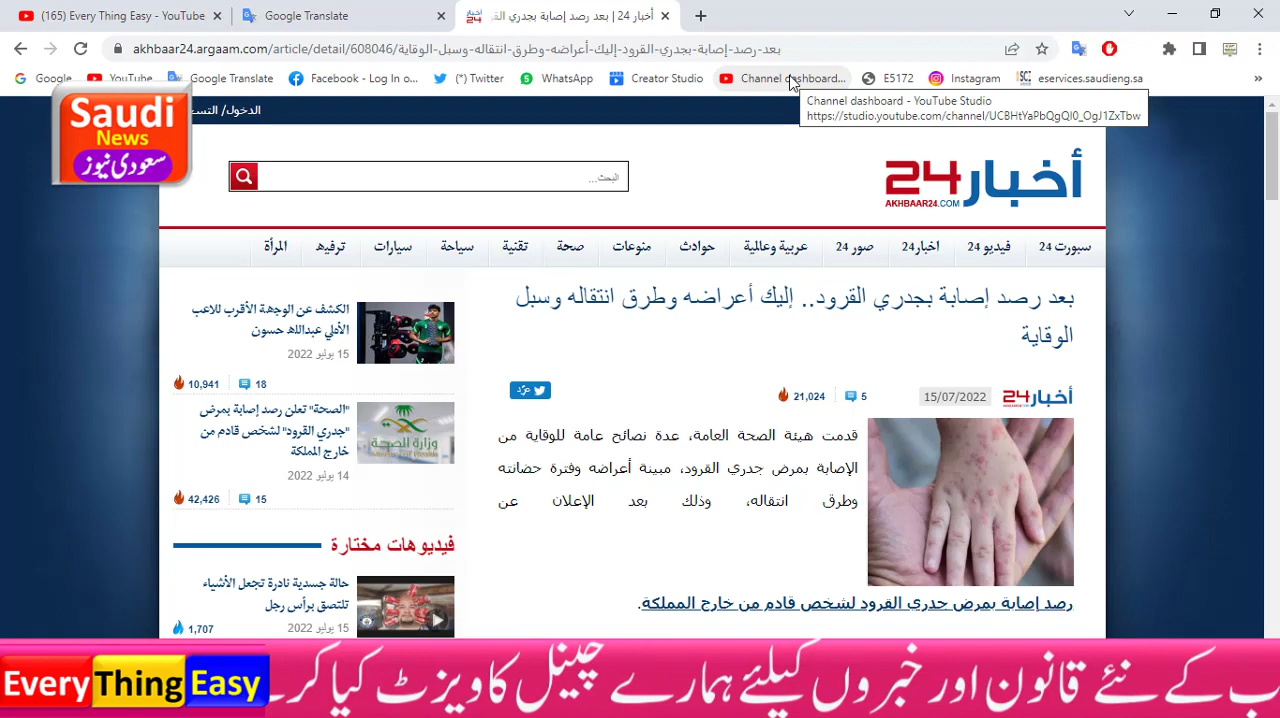 (165) Every Thing Easy - YouTube
Google Translate
أخبار 24 | بعد رصد إصابة بجدري القر
akhbaar24.argaam.com/article/detail/608046/بعد-رصد-إصابة-بجدري-القرود-إليك-أعراضه-وطرق-انتقاله-وسبل-الوقاية
Google
YouTube
Google Translate
Facebook - Log In o...
(*) Twitter
WhatsApp
Creator Studio
Channel dashboard...
E5172
Instagram
eservices.saudieng.sa
Channel dashboard - YouTube Studio
https://studio.youtube.com/channel/UCBHtYaPbQgQI0_OgJ1ZxTbw
Saudi
News
سعودی نیوز
الدخول/ التس
البحث...
أخبار 24
AKHBAAR24.COM
سبورت 24
فيديو 24
اخبار24
صور 24
عربية وعالمية
حوادث
منوعات
صحة
تقنية
سياحة
سيارات
ترفيه
المرأة
بعد رصد إصابة بجدري القرود.. إليك أعراضه وطرق انتقاله وسبل
الوقاية
أخبار 24
15/07/2022
5
21,024
غرّد
قدمت هيئة الصحة العامة، عدة نصائح عامة للوقاية من
الإصابة بمرض جدري القرود، مبينة أعراضه وفترة حضانته
وطرق انتقاله، وذلك بعد الإعلان عن
رصد إصابة بمرض جدري القرود لشخص قادم من خارج المملكة.
الكشف عن الوجهة الأقرب للاعب
الأهلي عبدالله حسون
15 يوليو 2022
10,941
18
"الصحة" تعلن رصد إصابة بمرض
"جدري القرود" لشخص قادم من
خارج المملكة
وزارة الصحة
14 يوليو 2022
42,426
15
فيديوهات مختارة
حالة جسدية نادرة تجعل الأشياء
تلتصق برأس رجل
15 يوليو 2022
1,707
Every Thing Easy
ب کے نئے قانون اور خبروں کیلئے ہمارے چینل کا ویزٹ کیا کر